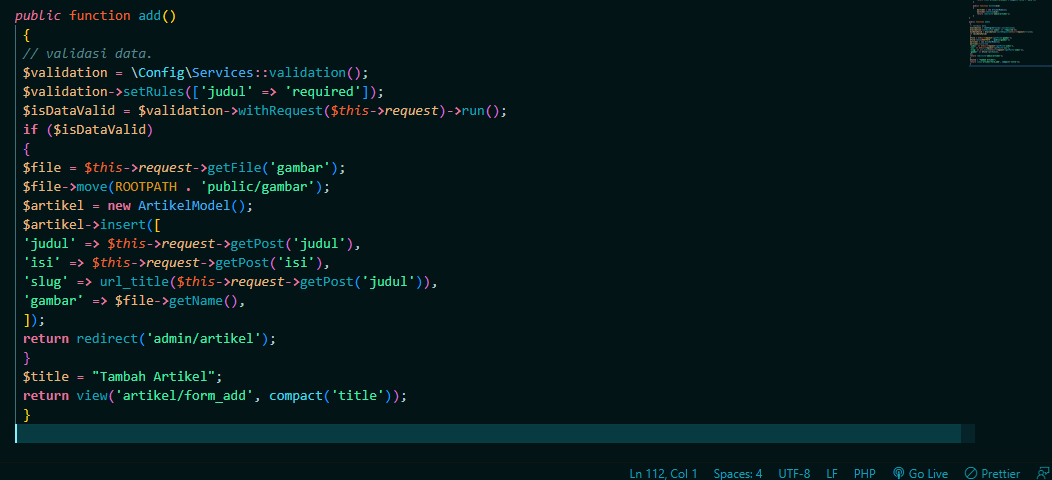 public function add()
{
// validasi data.
$validation = \Config\Services::validation();
$validation->setRules(['judul' => 'required']);
$isDataValid = $validation->withRequest($this->request)->run();
if ($isDataValid)
{
$file = $this->request->getFile('gambar');
$file->move(ROOTPATH . 'public/gambar');
$artikel = new ArtikelModel();
$artikel->insert([
'judul' => $this->request->getPost('judul'),
'isi' => $this->request->getPost('isi'),
'slug' => url_title($this->request->getPost('judul')),
'gambar' => $file->getName(),
]);
return redirect('admin/artikel');
}
$title = "Tambah Artikel";
return view('artikel/form_add', compact('title'));
}
Ln 112, Col 1 Spaces: 4 UTF-8 LF PHP Go Live Prettier